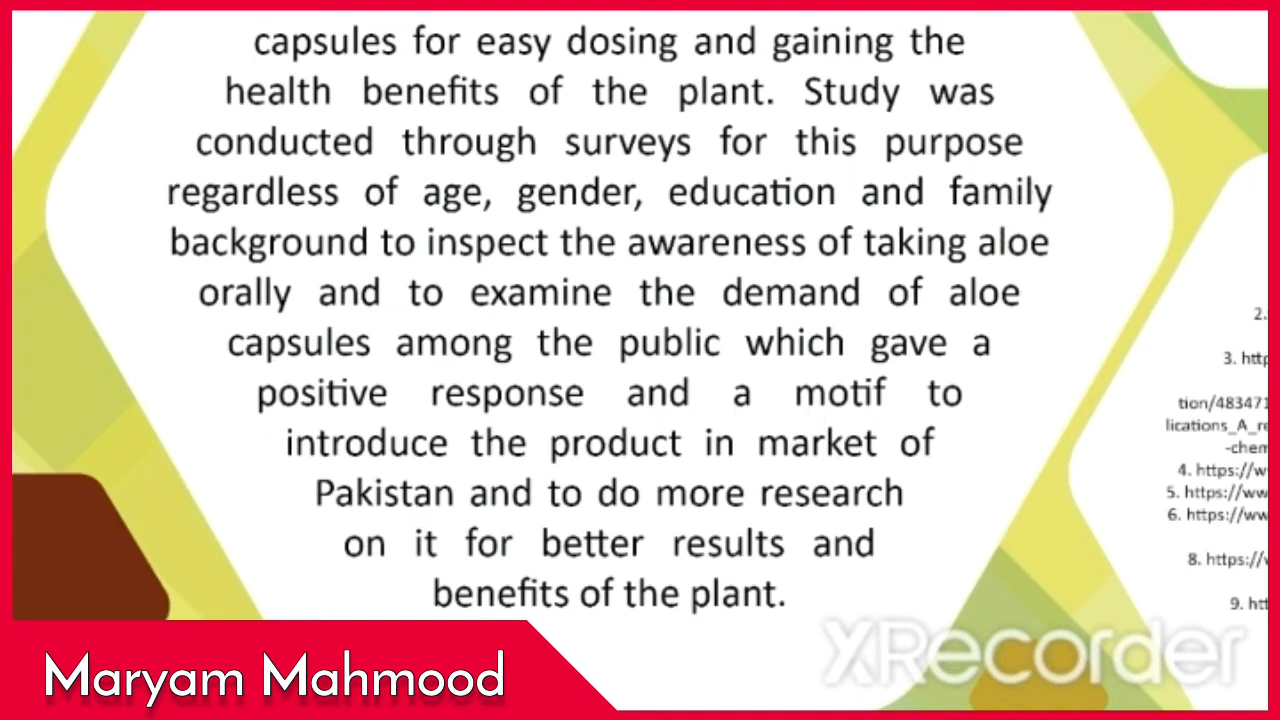 capsules for easy dosing and gaining the
health benefits of the plant. Study was
conducted through surveys for this purpose
regardless of age, gender, education and family
background to inspect the awareness of taking aloe
orally and to examine the demand of aloe
capsules among the public which gave a
positive response and a motif to
introduce the product in market of
Pakistan and to do more research
on it for better results and
benefits of the plant.
2.
3. http
tion/483471
lications_A_re
-chem
4. https://w
5. https://ww
6. https://ww
8. https://
9. htt
XRecorder
Maryam Mahmood